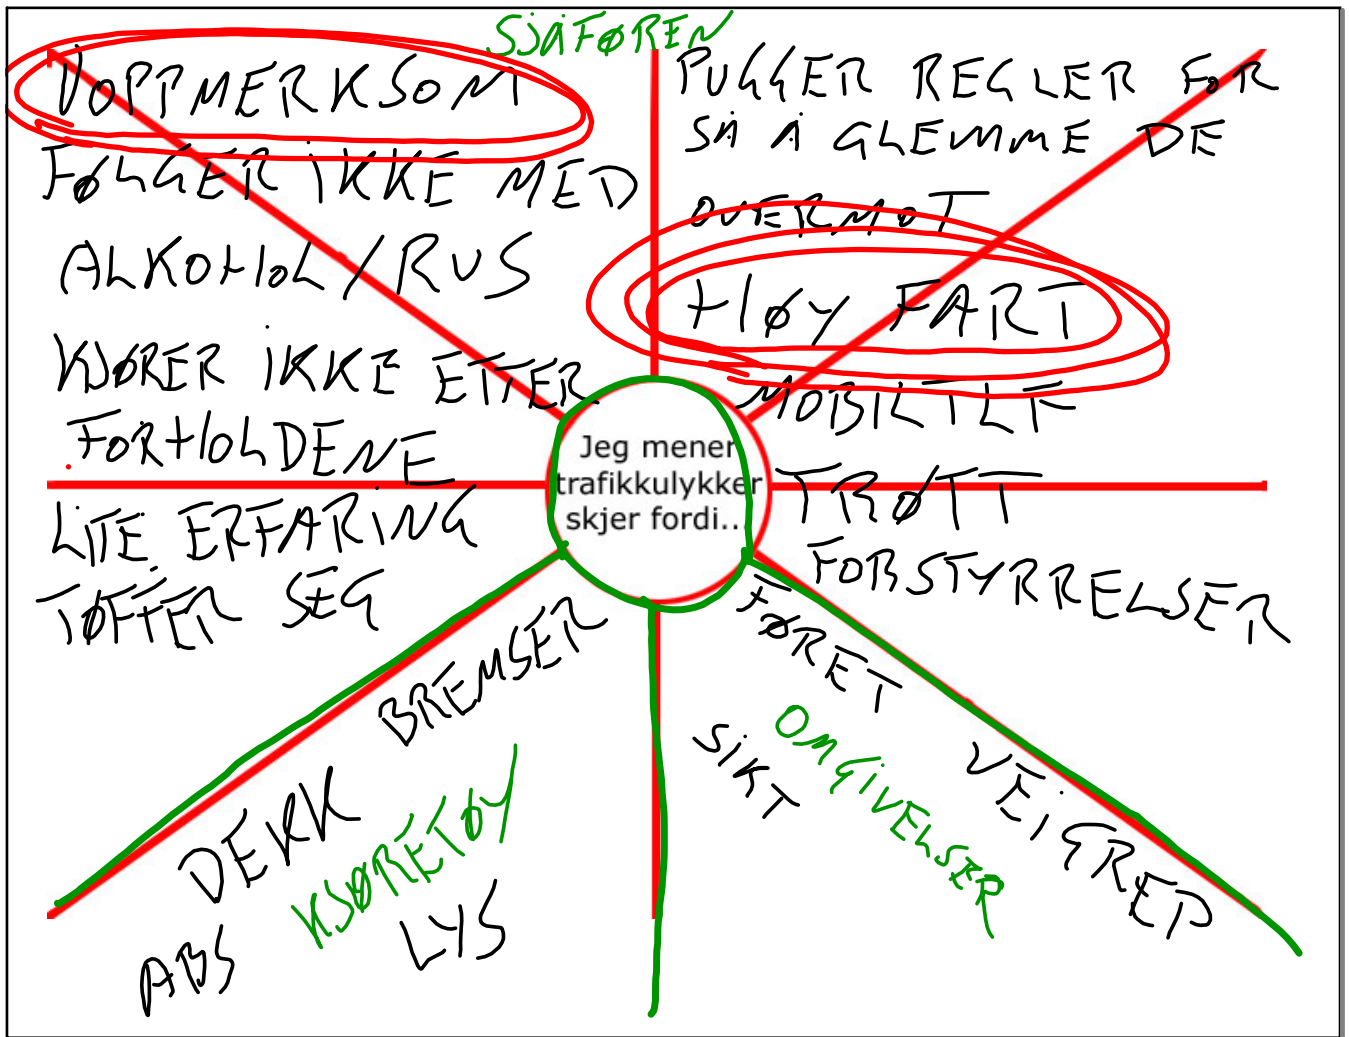 SJÅFØREN
UOPPMERKSOM
FØLGER IKKE MED
ALKOHOL/RUS
KJØRER IKKE ETTER
FORHOLDENE
LITE ERFARING
TØFFER SEG
PUGGER REGLER FOR
SÅ Å GLEMME DE
OVERMOT
HØY FART
MOBILTLF
TRØTT
FORSTYRRELSER
Jeg mener
trafikkulykker
skjer fordi...
BREMSER
DEKK
KJØRETØY
ABS
LYS
FØRET
SIKT
OMGIVELSER
VEIGREP